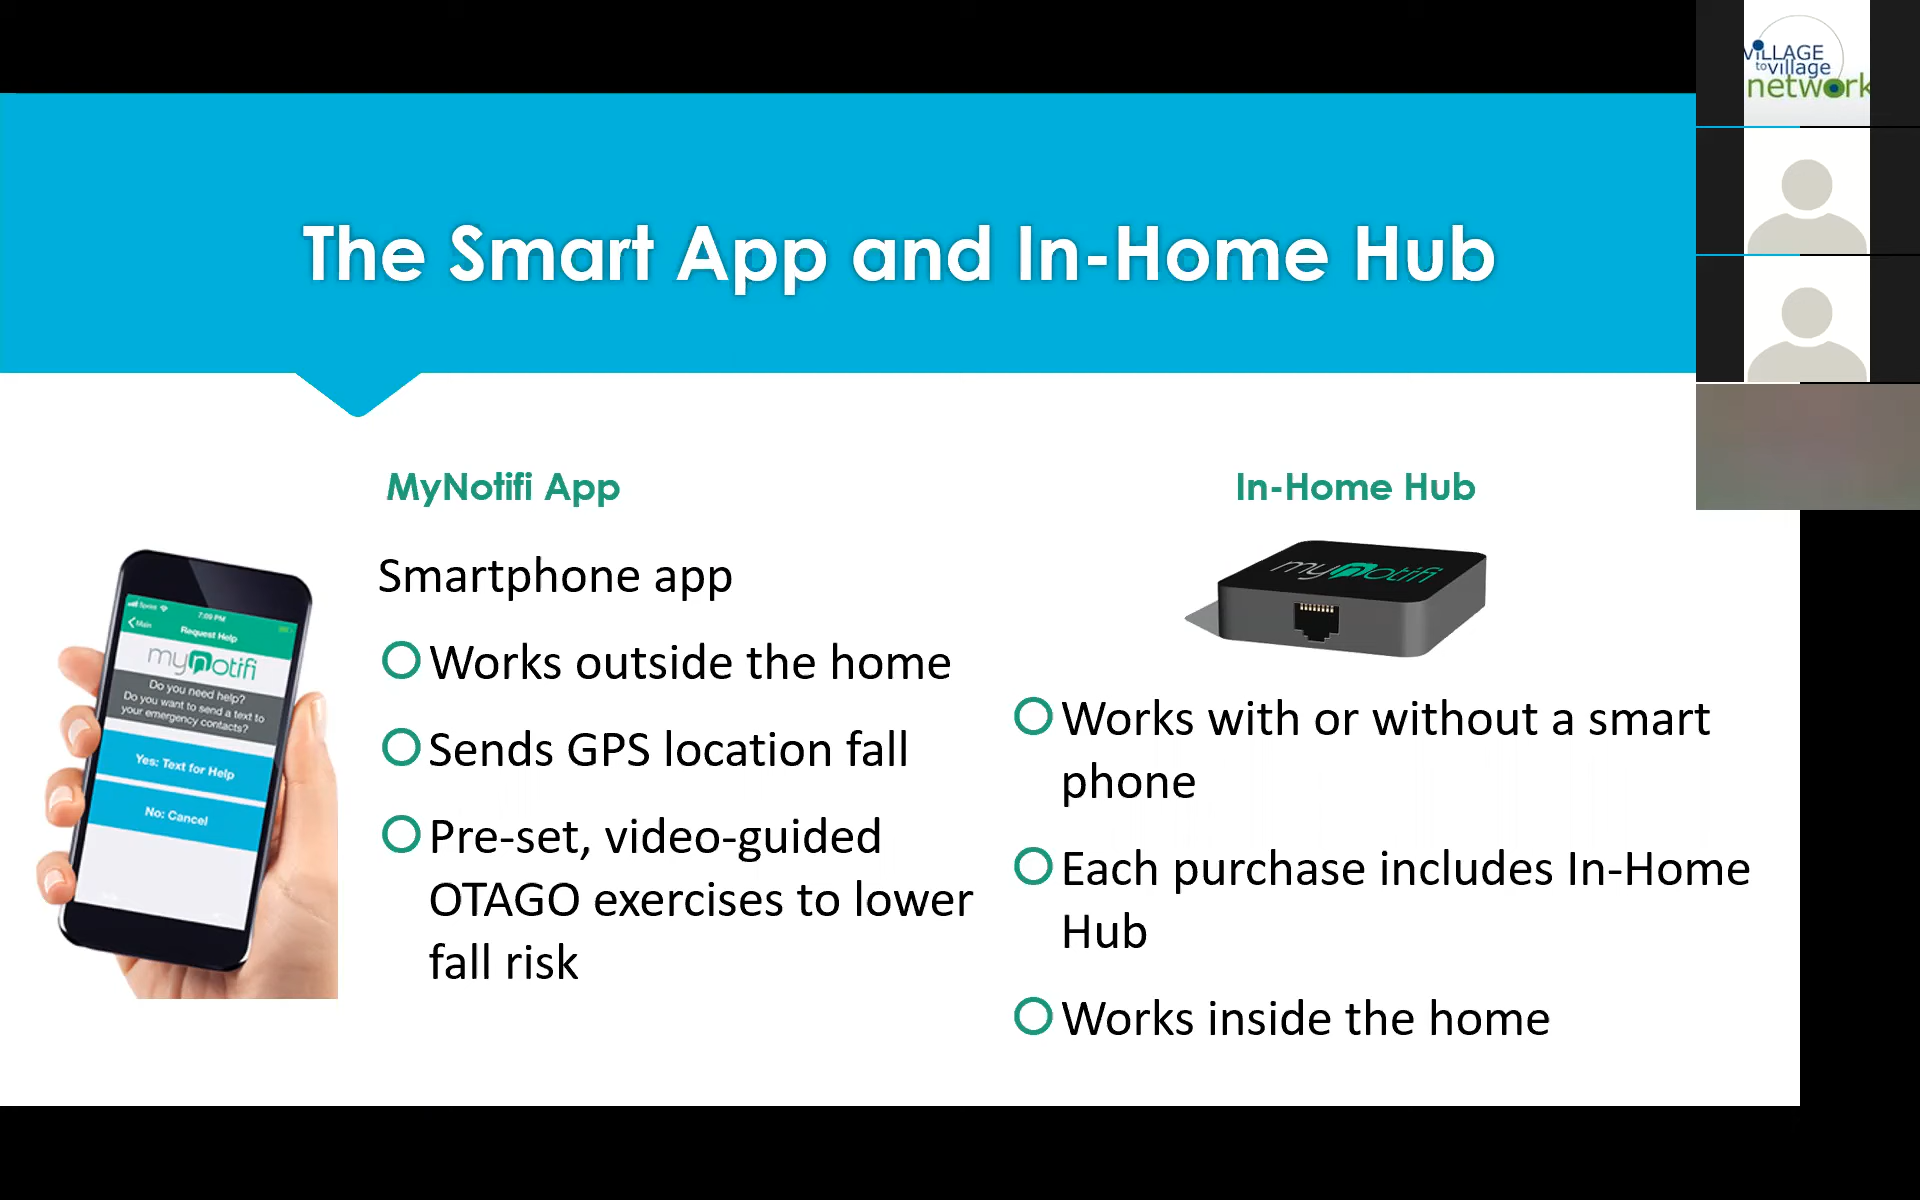 ViLLAGE
to village
network
The Smart App and In-Home Hub
MyNotifi App
Smartphone app
Works outside the home
Sends GPS location fall
Pre-set, video-guided
OTAGO exercises to lower
fall risk
In-Home Hub
mynotifi
Works with or without a smart
phone
Each purchase includes In-Home
Hub
Works inside the home
Sprint
7:09 PM
Main
Request Help
mynotifi
Do you need help?
Do you want to send a text to
your emergency contacts?
Yes: Text for Help
No: Cancel